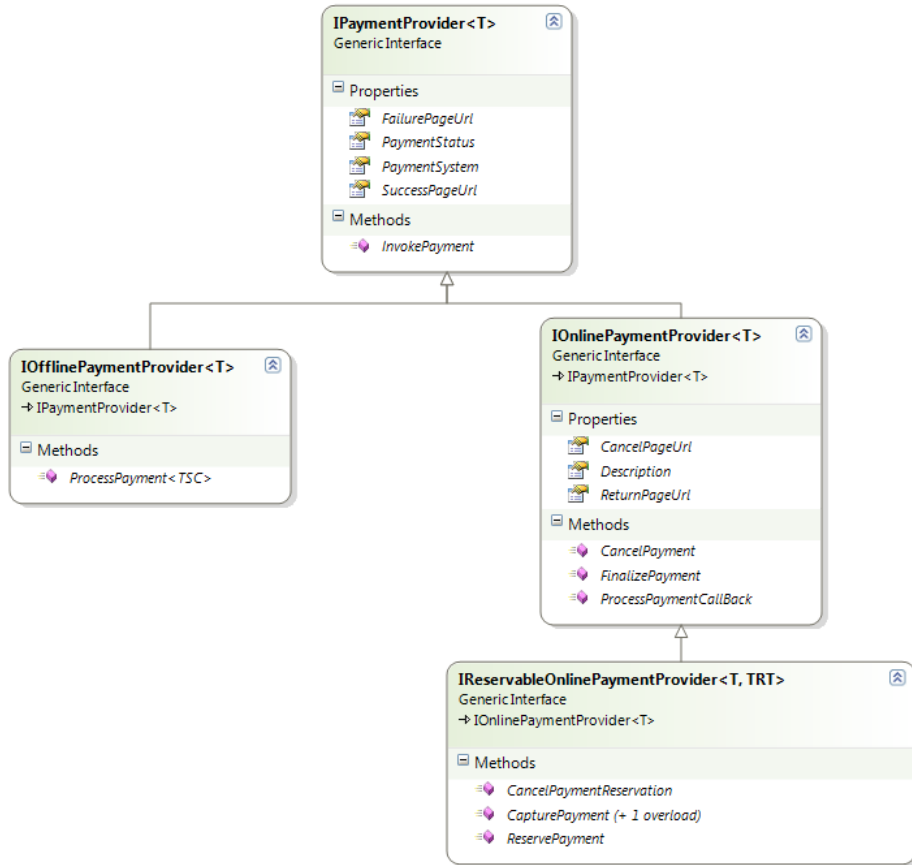 IPaymentProvider<T>
Generic Interface
Properties
FailurePageUrl
PaymentStatus
PaymentSystem
SuccessPageUrl
Methods
InvokePayment
IOfflinePaymentProvider<T>
Generic Interface
IPaymentProvider<T>
Methods
ProcessPayment<TSC>
IOnlinePaymentProvider<T>
Generic Interface
IPaymentProvider<T>
Properties
CancelPageUrl
Description
ReturnPageUrl
Methods
CancelPayment
FinalizePayment
ProcessPaymentCallBack
IReservableOnlinePaymentProvider<T, TRT>
Generic Interface
IOnlinePaymentProvider<T>
Methods
CancelPaymentReservation
CapturePayment (+ 1 overload)
ReservePayment